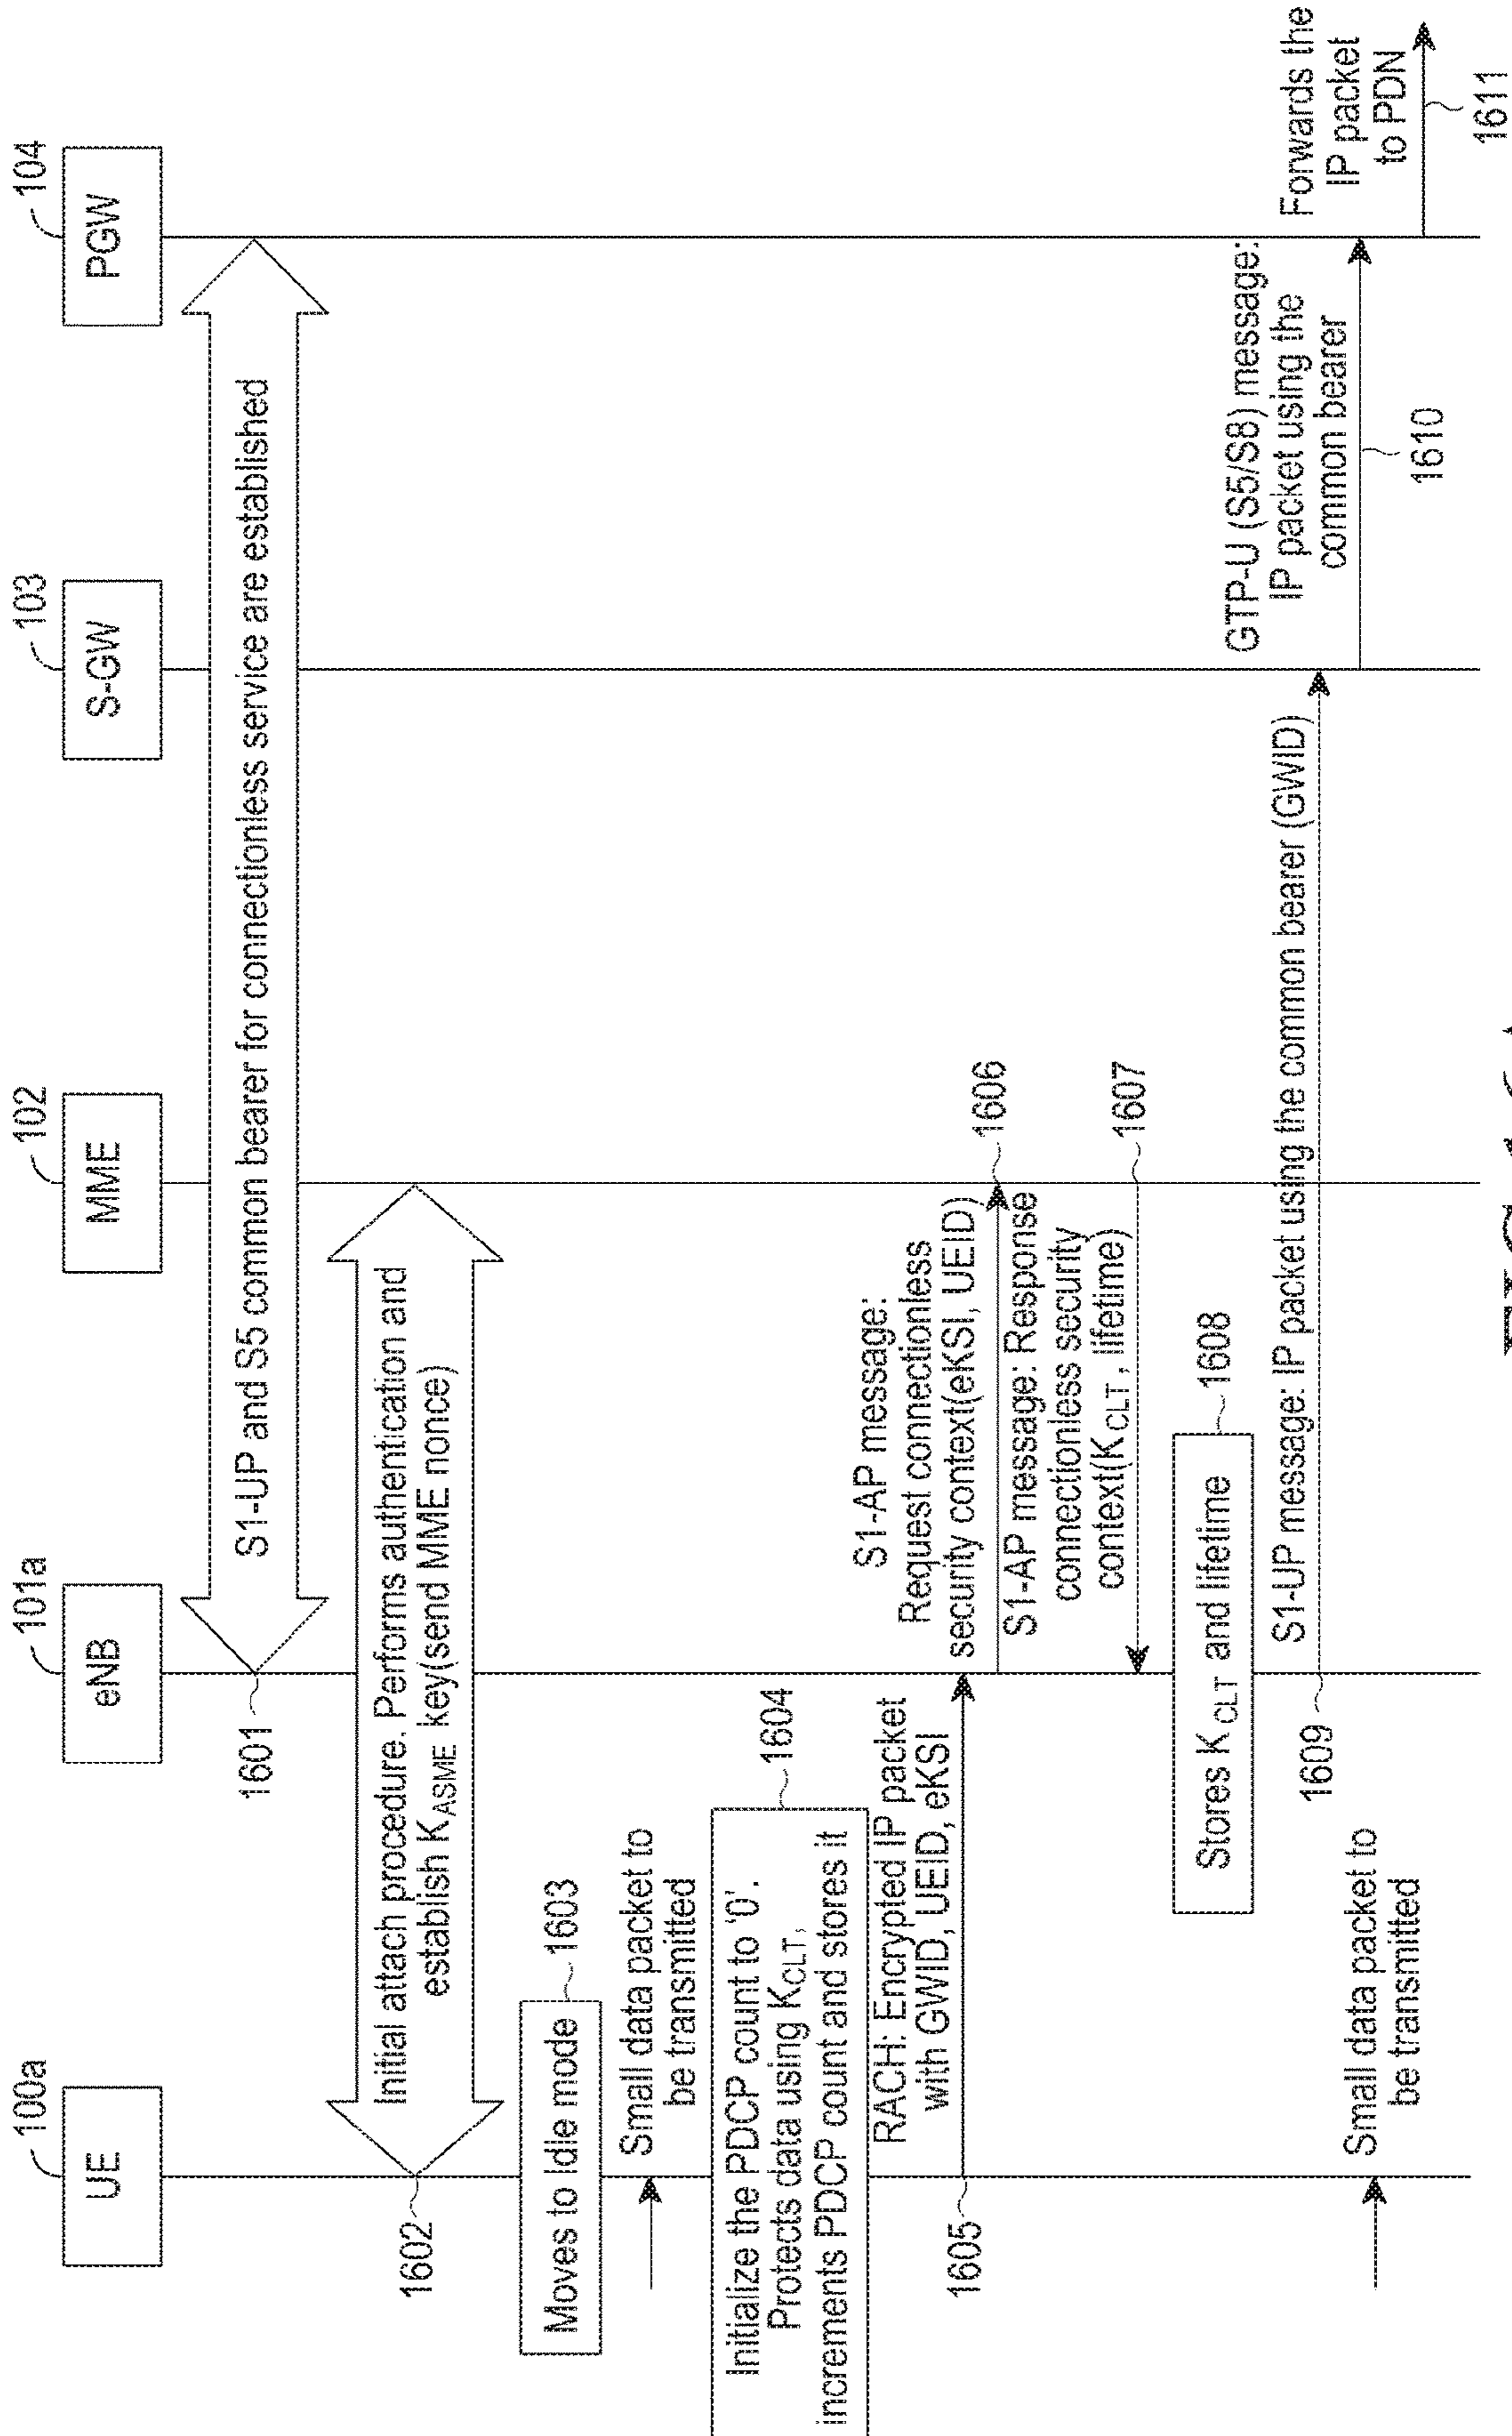 100a
UE
101a
eNB
102
MME
103
S-GW
104
PGW
S1-UP and S5 common bearer for connectionless service are established
1601
Initial attach procedure. Performs authentication and
establish K ASME key(send MME nonce)
1602
Moves to Idle mode
1603
Small data packet to
be transmitted
Initialize the PDCP count to '0'.
Protects data using K CLT,
increments PDCP count and stores it
1604
RACH: Encrypted IP packet
with GWID, UEID, eKSI
1605
S1-AP message:
Request connectionless
security context(eKSI, UEID)
1606
S1-AP message: Response
connectionless security
context(K CLT, lifetime)
1607
Stores K CLT and lifetime
1608
S1-UP message: IP packet using the common bearer (GWID)
1609
GTP-U (S5/S8) message:
IP packet using the
common bearer
1610
Forwards the
IP packet
to PDN
1611
Small data packet to
be transmitted